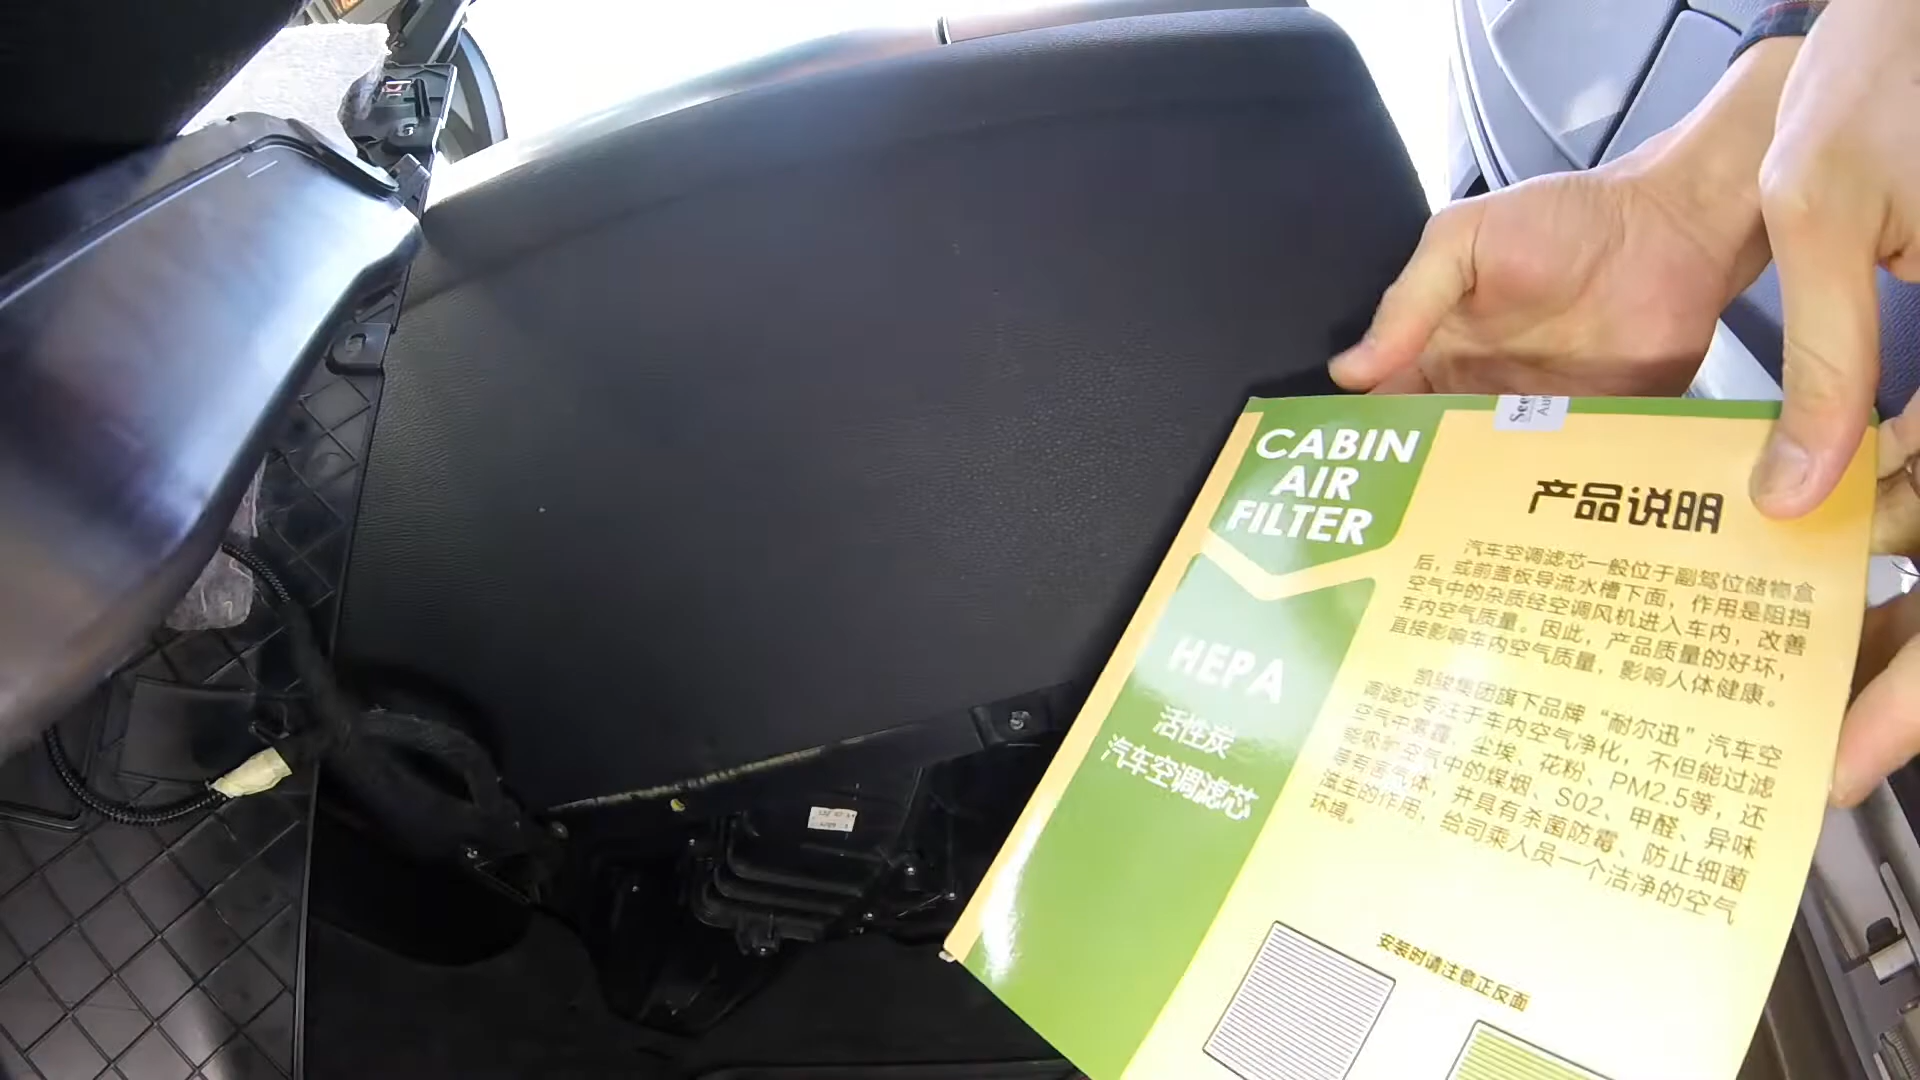 CABIN
AIR
FILTER
HEPA
活性炭
汽车空调滤芯
产品说明
汽车空调滤芯一般位于副驾位储物盒
后，或前盖板导流水槽下面，作用是阻挡
空气中的杂质经空调风机进入车内，改善
车内空气质量。因此，产品质量的好坏，
直接影响车内空气质量，影响人体健康。
凯骏集团旗下品牌“耐尔迅”汽车空
调滤芯专注于车内空气净化，不但能过滤
空气中雾霾，尘埃、花粉、PM2.5等，还
能吸附空气中的煤烟、S02、甲醛、异味
等有害气体，并具有杀菌防霉、防止细菌
滋生的作用，给司乘人员一个洁净的空气
环境。
安装时请注意正反面